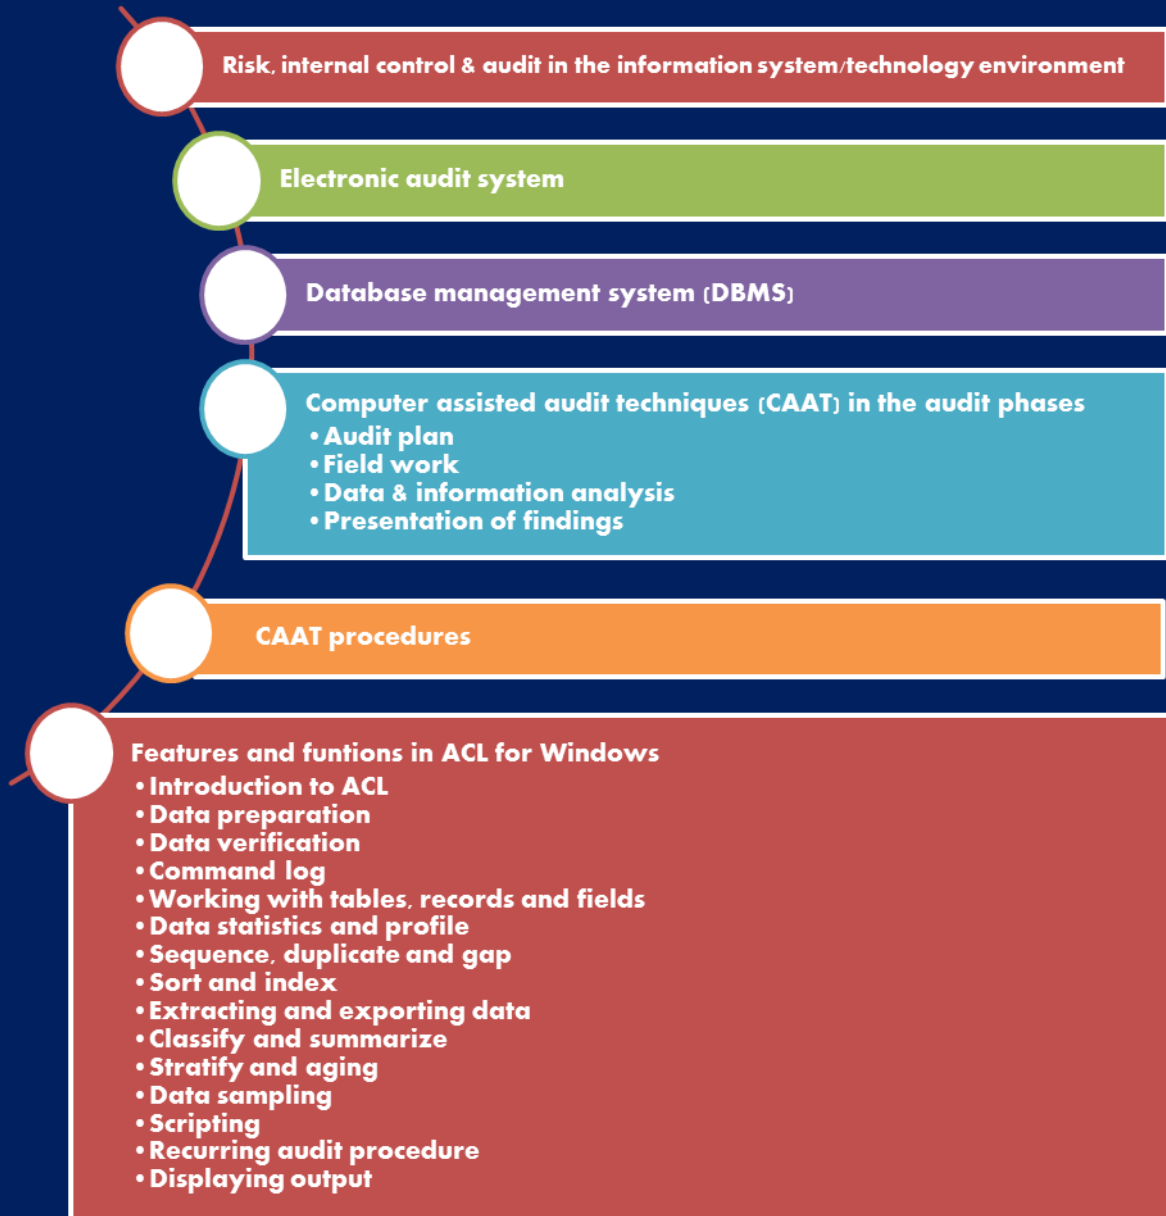 Risk, internal control & audit in the information system/technology environment
Electronic audit system
Database management system (DBMS)
Computer assisted audit techniques (CAAT) in the audit phases
•Audit plan
•Field work
•Data & information analysis
•Presentation of findings
CAAT procedures
Features and funtions in ACL for Windows
•Introduction to ACL
•Data preparation
•Data verification
•Command log
•Working with tables, records and fields
•Data statistics and profile
•Sequence, duplicate and gap
•Sort and index
•Extracting and exporting data
•Classify and summarize
•Stratify and aging
•Data sampling
•Scripting
•Recurring audit procedure
•Displaying output